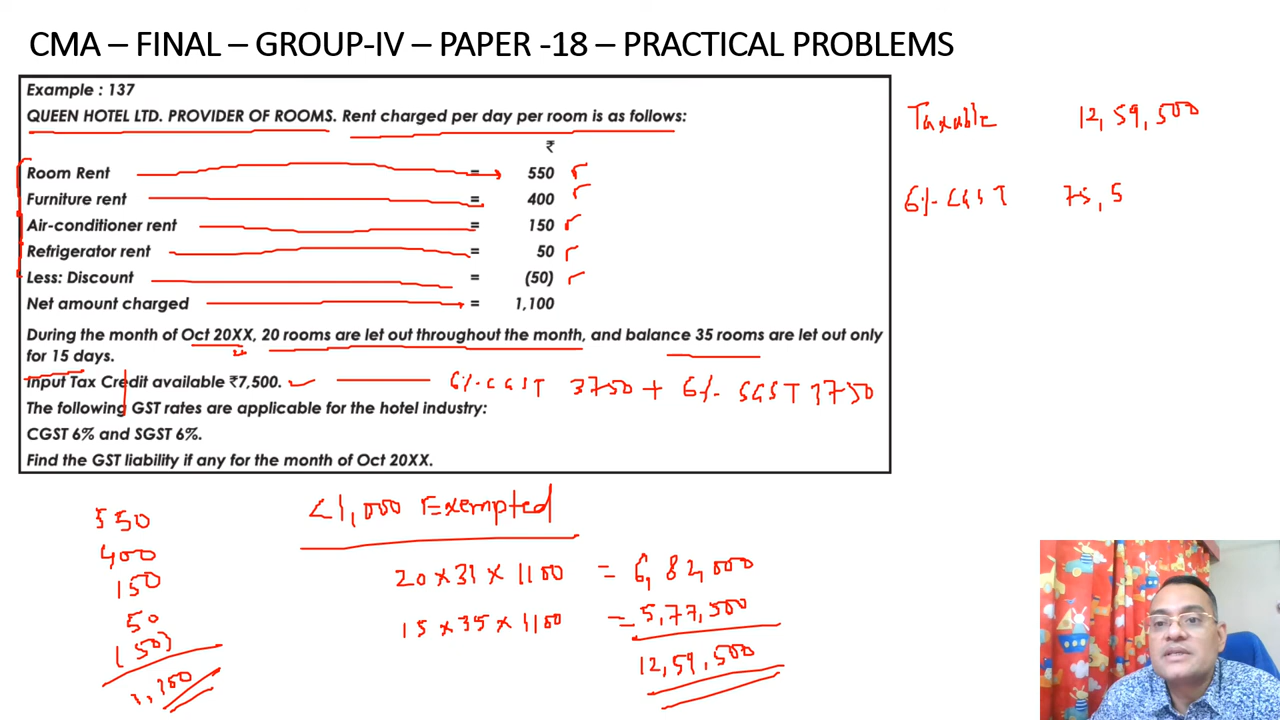 CMA – FINAL – GROUP-IV – PAPER -18 – PRACTICAL PROBLEMS
Example : 137
QUEEN HOTEL LTD. PROVIDER OF ROOMS. Rent charged per day per room is as follows:
₹
Room Rent = 550
Furniture rent = 400
Air-conditioner rent = 150
Refrigerator rent = 50
Less: Discount = (50)
Net amount charged = 1,100
During the month of Oct 20XX, 20 rooms are let out throughout the month, and balance 35 rooms are let out only
for 15 days.
Input Tax Credit available ₹7,500. 6% CGST 3750 + 6% SGST 3750
The following GST rates are applicable for the hotel industry:
CGST 6% and SGST 6%.
Find the GST liability if any for the month of Oct 20XX.
Taxable 12,59,500
6% CGST 75,5
550
400
150
50
(50)
1,100
<1,000 Exempted
20 x 31 x 1100 = 6,82,000
15 x 35 x 1100 = 5,77,500
12,59,500